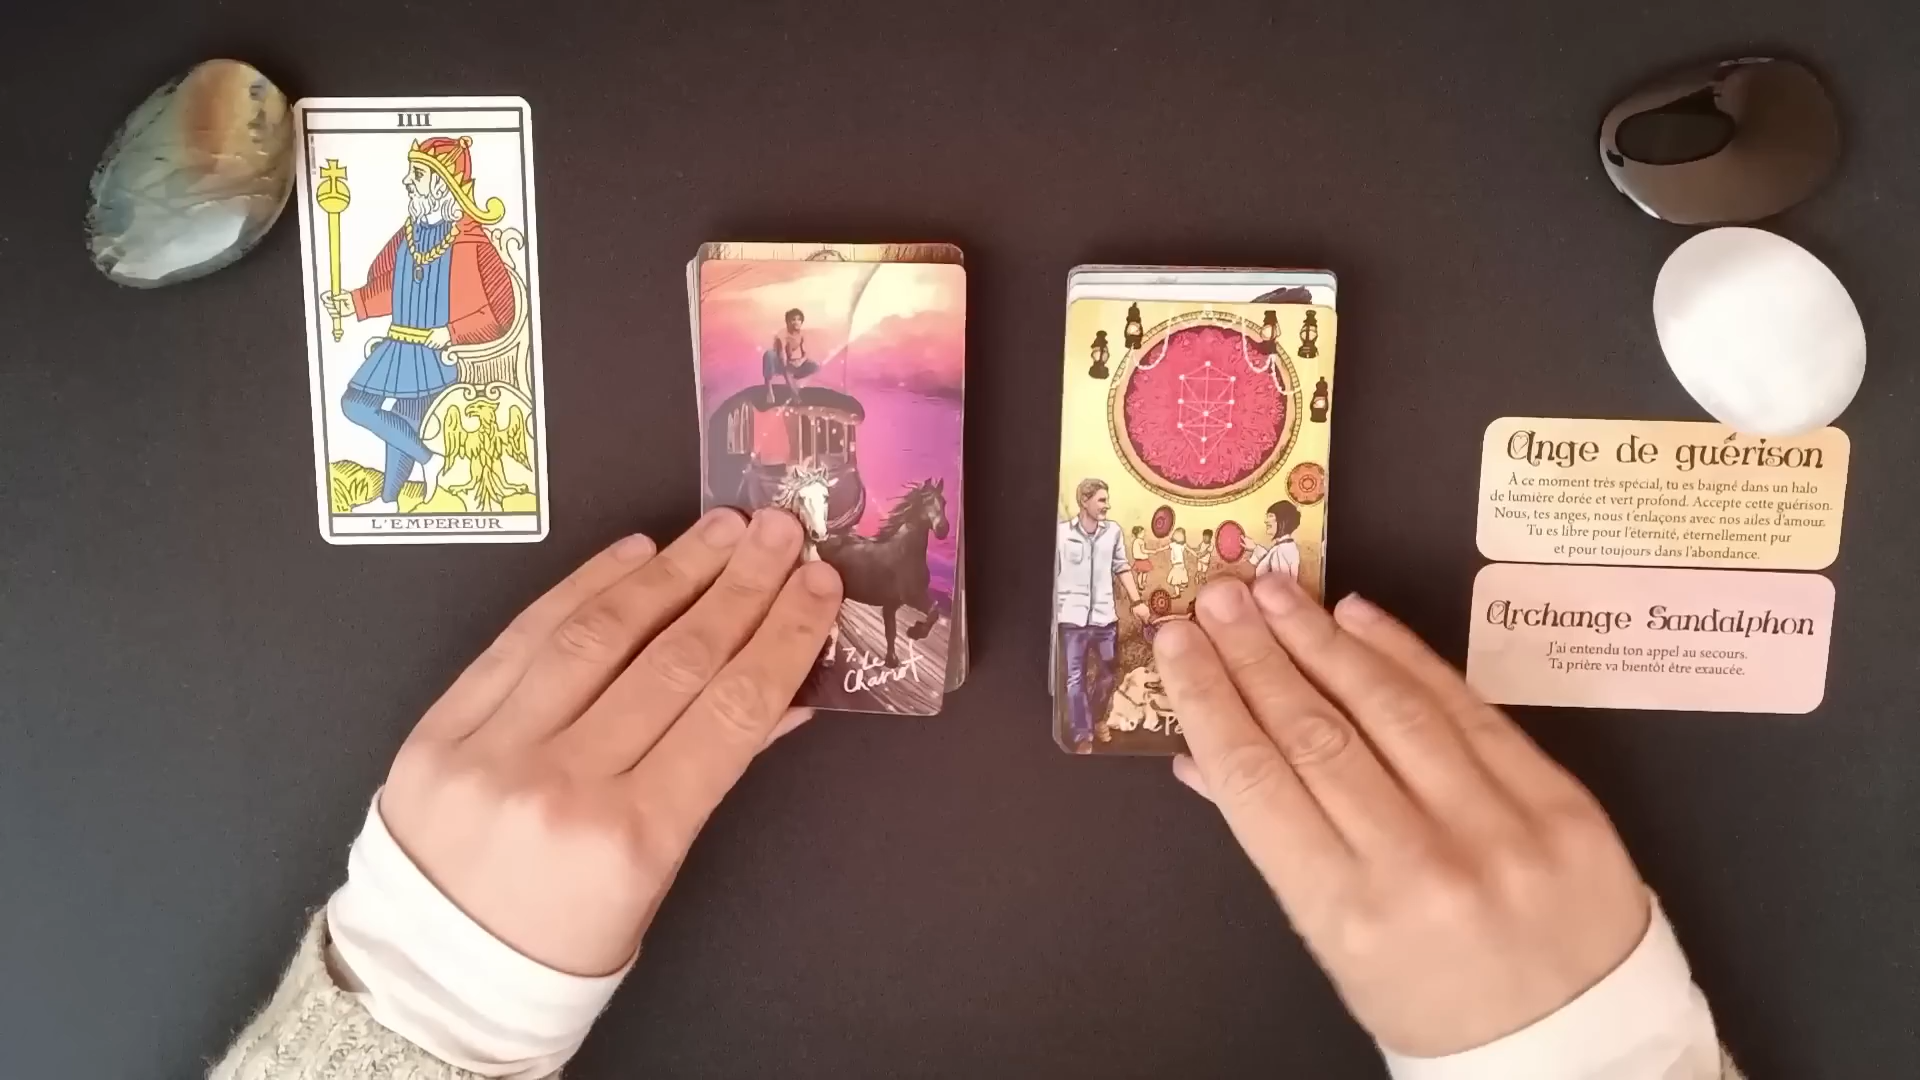 IIII
L'EMPEREUR
7. Le
Chariot
Ange de guérison
À ce moment très spécial, tu es baigné dans un halo
de lumière dorée et vert profond. Accepte cette guérison.
Nous, tes anges, nous t'enlaçons avec nos ailes d'amour.
Tu es libre pour l'éternité, éternellement pur
et pour toujours dans l'abondance.
Archange Sandalphon
J'ai entendu ton appel au secours.
Ta prière va bientôt être exaucée.